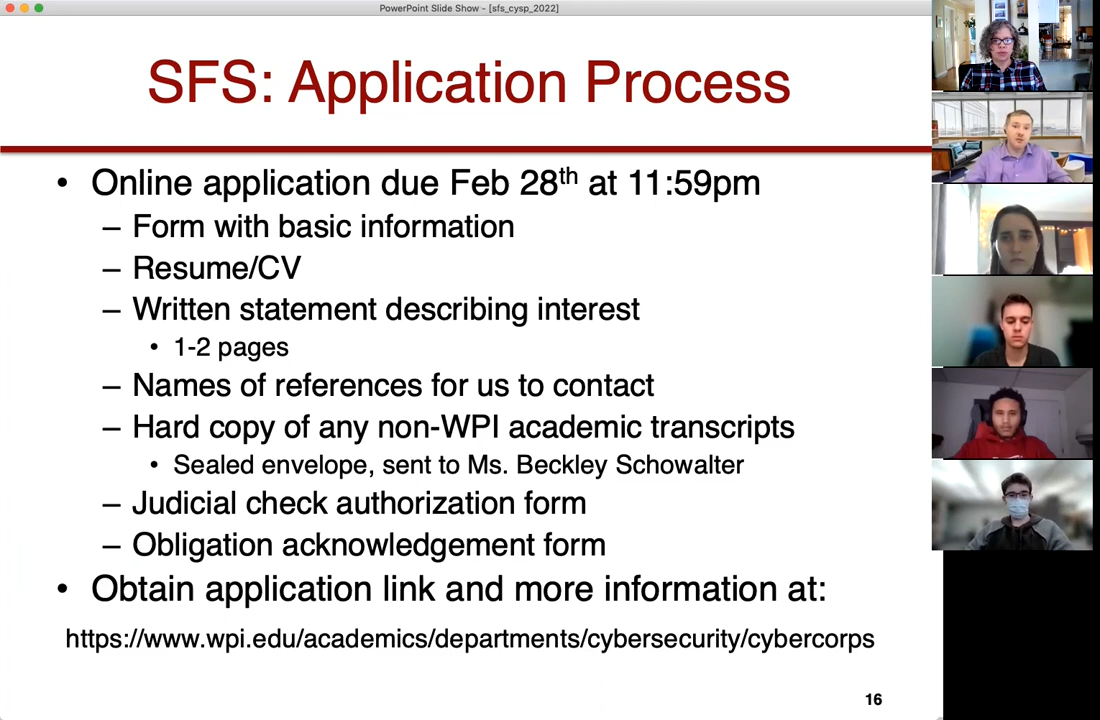 PowerPoint Slide Show - [sfs_cysp_2022]
SFS: Application Process
• Online application due Feb 28th at 11:59pm
– Form with basic information
– Resume/CV
– Written statement describing interest
• 1-2 pages
– Names of references for us to contact
– Hard copy of any non-WPI academic transcripts
• Sealed envelope, sent to Ms. Beckley Schowalter
– Judicial check authorization form
– Obligation acknowledgement form
• Obtain application link and more information at:
https://www.wpi.edu/academics/departments/cybersecurity/cybercorps
16